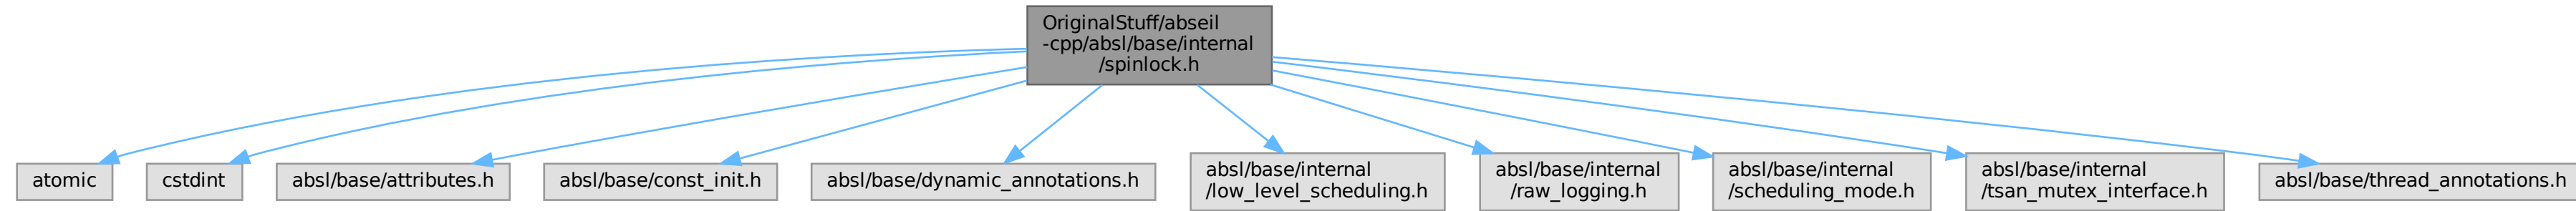 OriginalStuff/abseil
-cpp/absl/base/internal
/spinlock.h
atomic
cstdint
absl/base/attributes.h
absl/base/const_init.h
absl/base/dynamic_annotations.h
absl/base/internal
/low_level_scheduling.h
absl/base/internal
/raw_logging.h
absl/base/internal
/scheduling_mode.h
absl/base/internal
/tsan_mutex_interface.h
absl/base/thread_annotations.h